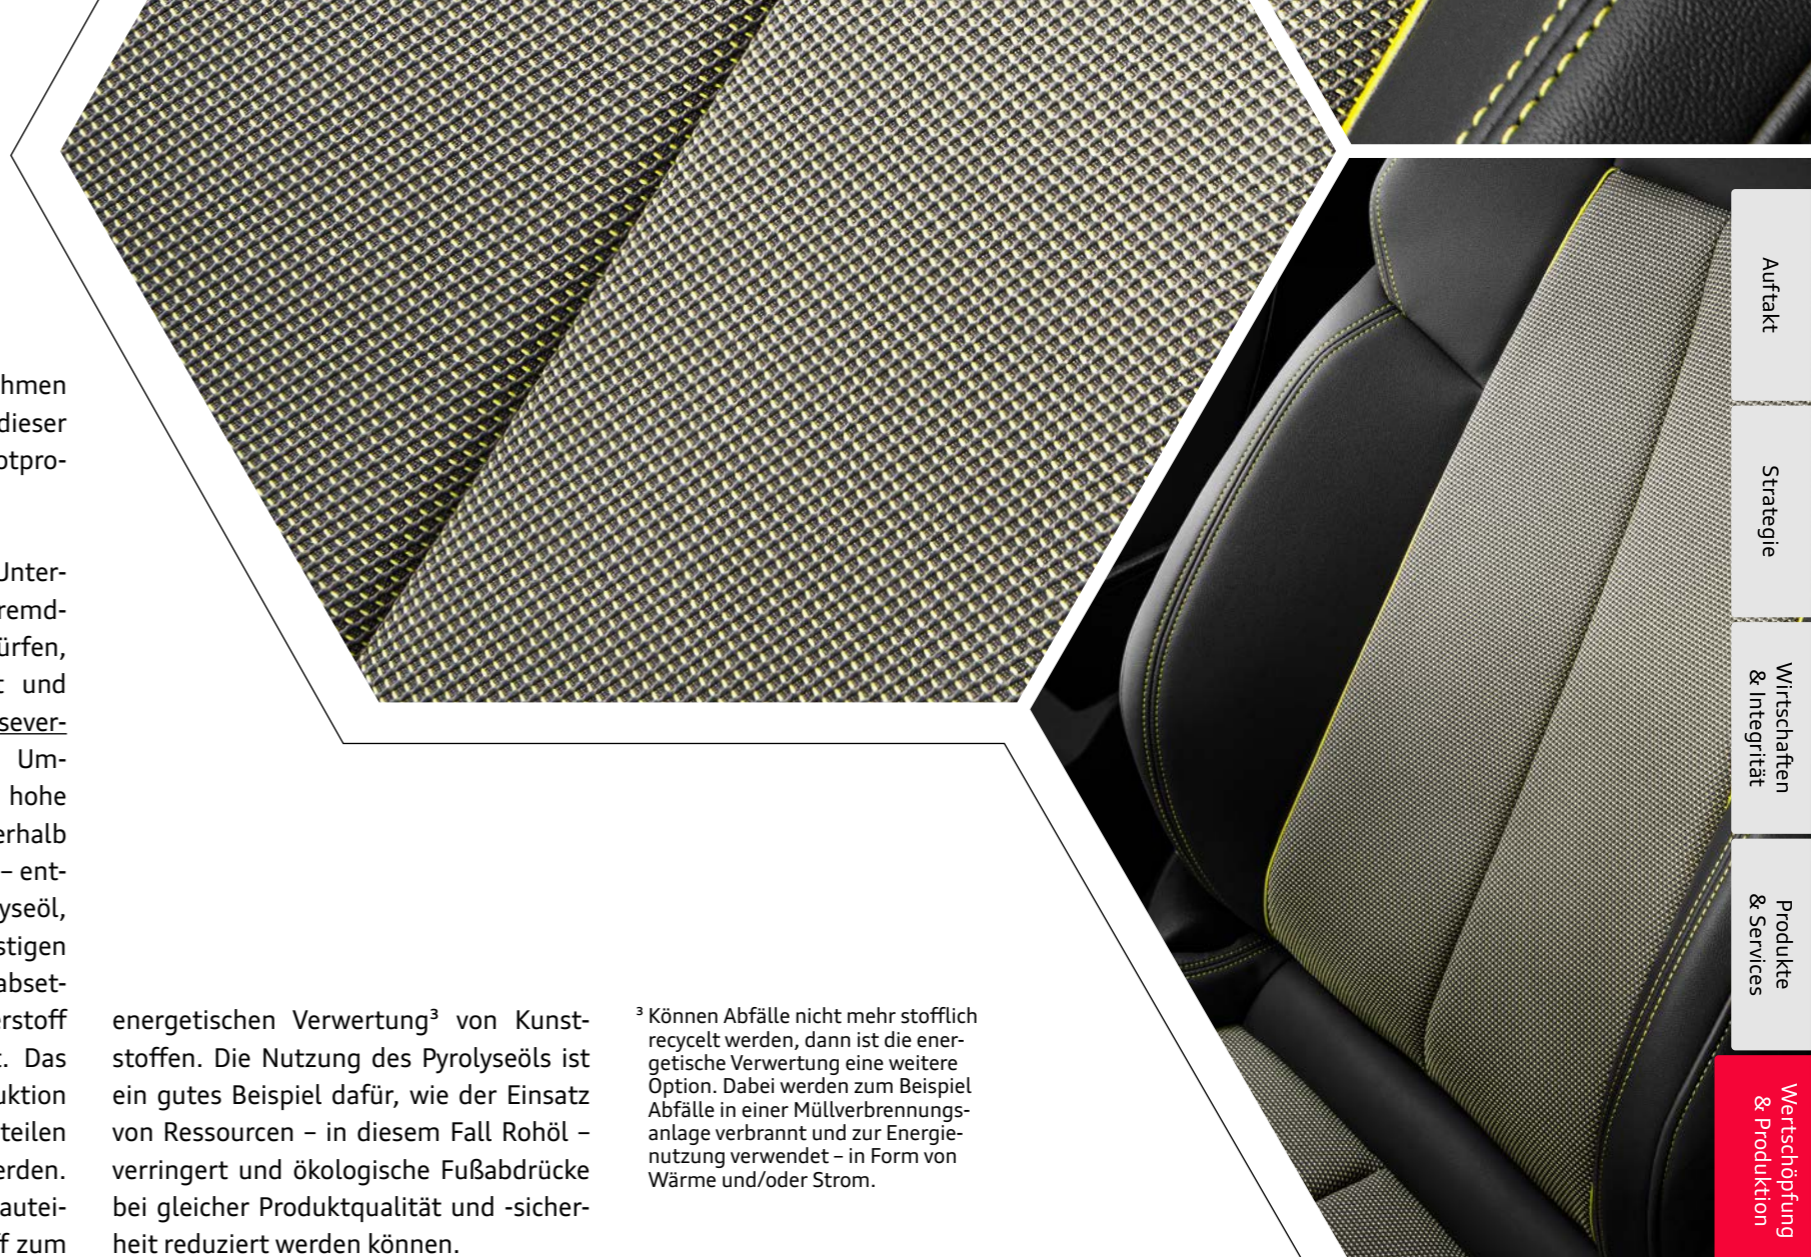 hmen
dieser
otpro-
Unter-
remd-
ürfen,
t und
sever-
Um-
hohe
erhalb
– ent-
yseöl,
stigen
abset-
erstoff
t. Das
uktion
teilen
erden.
autei-
ff zum
energetischen Verwertung³ von Kunst-
stoffen. Die Nutzung des Pyrolyseöls ist
ein gutes Beispiel dafür, wie der Einsatz
von Ressourcen – in diesem Fall Rohöl –
verringert und ökologische Fußabdrücke
bei gleicher Produktqualität und -sicher-
heit reduziert werden können.
³ Können Abfälle nicht mehr stofflich
recycelt werden, dann ist die ener-
getische Verwertung eine weitere
Option. Dabei werden zum Beispiel
Abfälle in einer Müllverbrennungs-
anlage verbrannt und zur Energie-
nutzung verwendet – in Form von
Wärme und/oder Strom.
Auftakt
Strategie
Wirtschaften
& Integrität
Produkte
& Services
Wertschöpfung
& Produktion